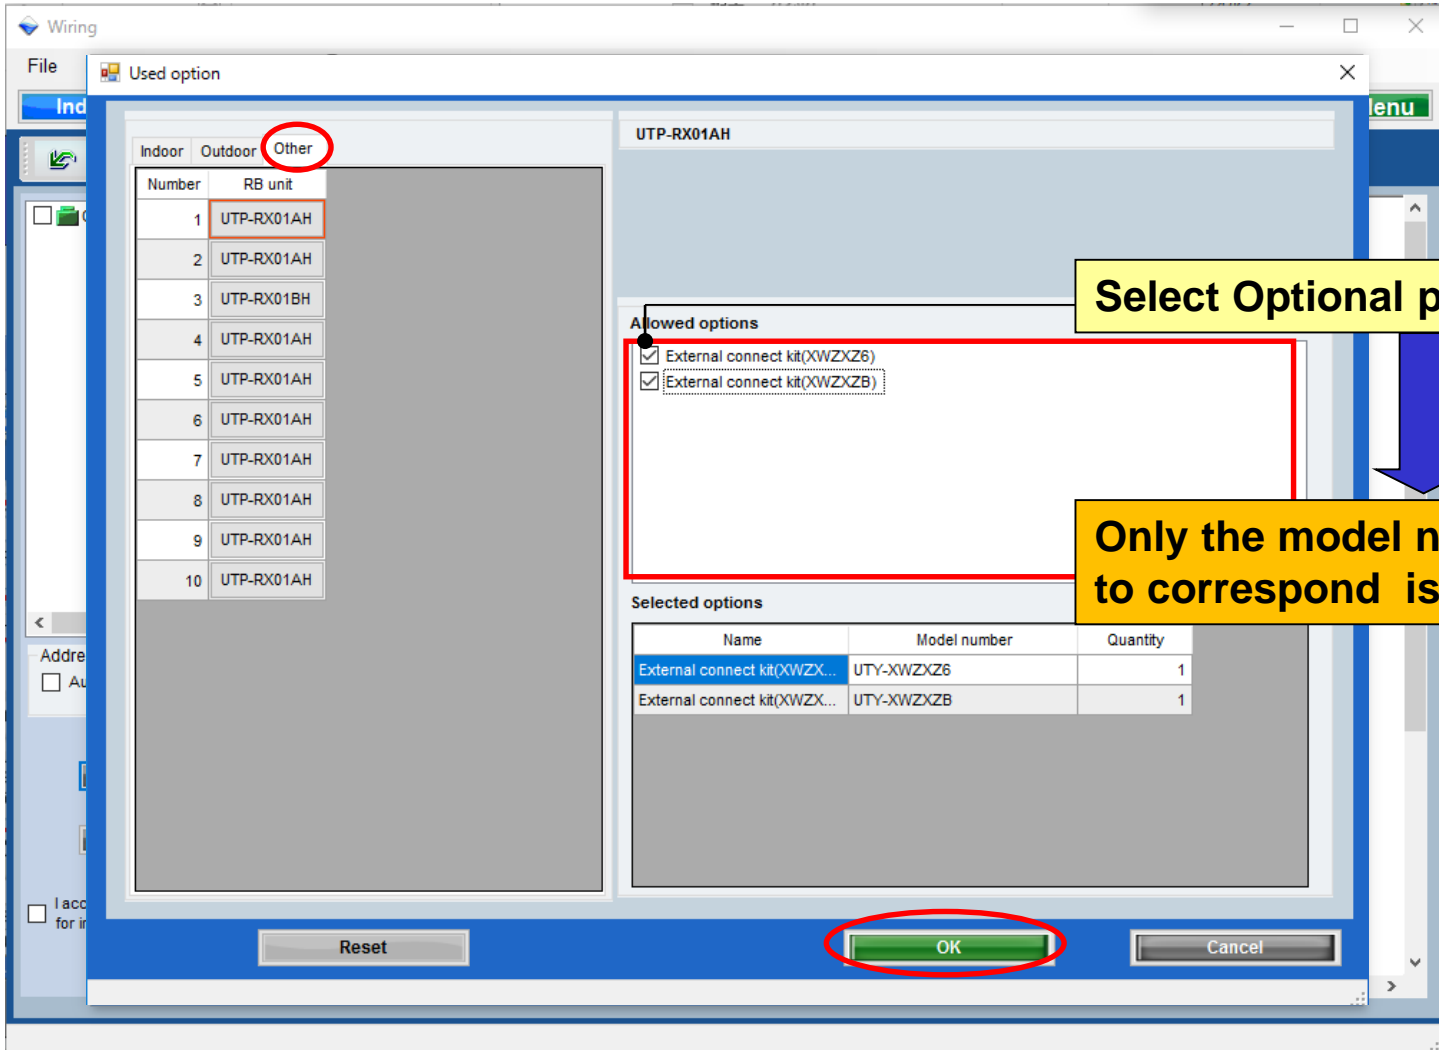 Wiring
File
Used option
UTP-RX01AH
Indoor Outdoor Other
Number RB unit
1 UTP-RX01AH
2 UTP-RX01AH
3 UTP-RX01BH
4 UTP-RX01AH
5 UTP-RX01AH
6 UTP-RX01AH
7 UTP-RX01AH
8 UTP-RX01AH
9 UTP-RX01AH
10 UTP-RX01AH
Select Optional p
Allowed options
External connect kit(XWZXZ6)
External connect kit(XWZXZB)
Only the model n
to correspond is
Selected options
Name Model number Quantity
External connect kit(XWZX... UTY-XWZXZ6 1
External connect kit(XWZX... UTY-XWZXZB 1
Addre
Au
I acc
for in
Reset OK Cancel